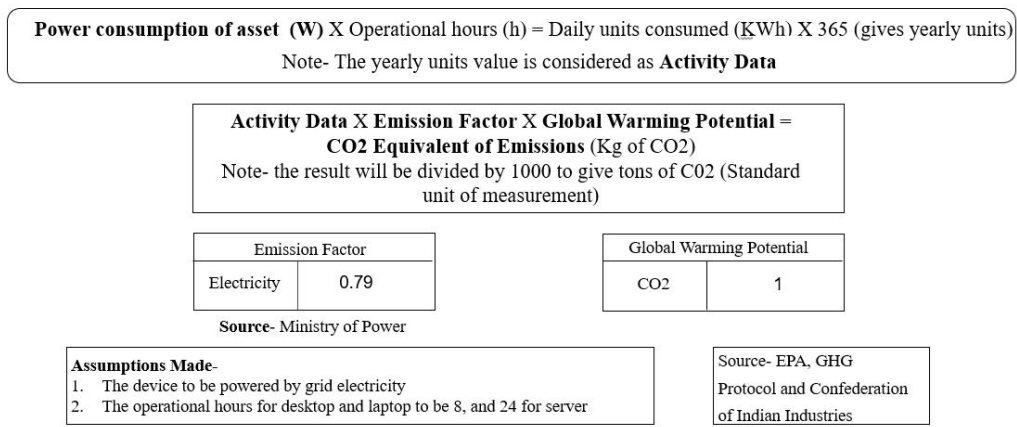 Power consumption of asset (W) X Operational hours (h) = Daily units consumed (KWh) X 365 (gives yearly units)
Note- The yearly units value is considered as Activity Data
Activity Data X Emission Factor X Global Warming Potential =
CO2 Equivalent of Emissions (Kg of CO2)
Note- the result will be divided by 1000 to give tons of C02 (Standard
unit of measurement)
Emission Factor
Electricity 0.79
Source- Ministry of Power
Global Warming Potential
CO2 1
Assumptions Made-
1. The device to be powered by grid electricity
2. The operational hours for desktop and laptop to be 8, and 24 for server
Source- EPA, GHG
Protocol and Confederation
of Indian Industries